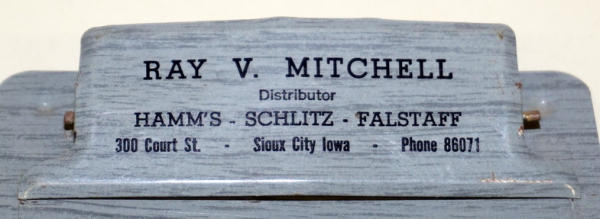 RAY V. MITCHELL
Distributor
HAMM'S - SCHLITZ - FALSTAFF
300 Court St. - Sioux City Iowa - Phone 86071